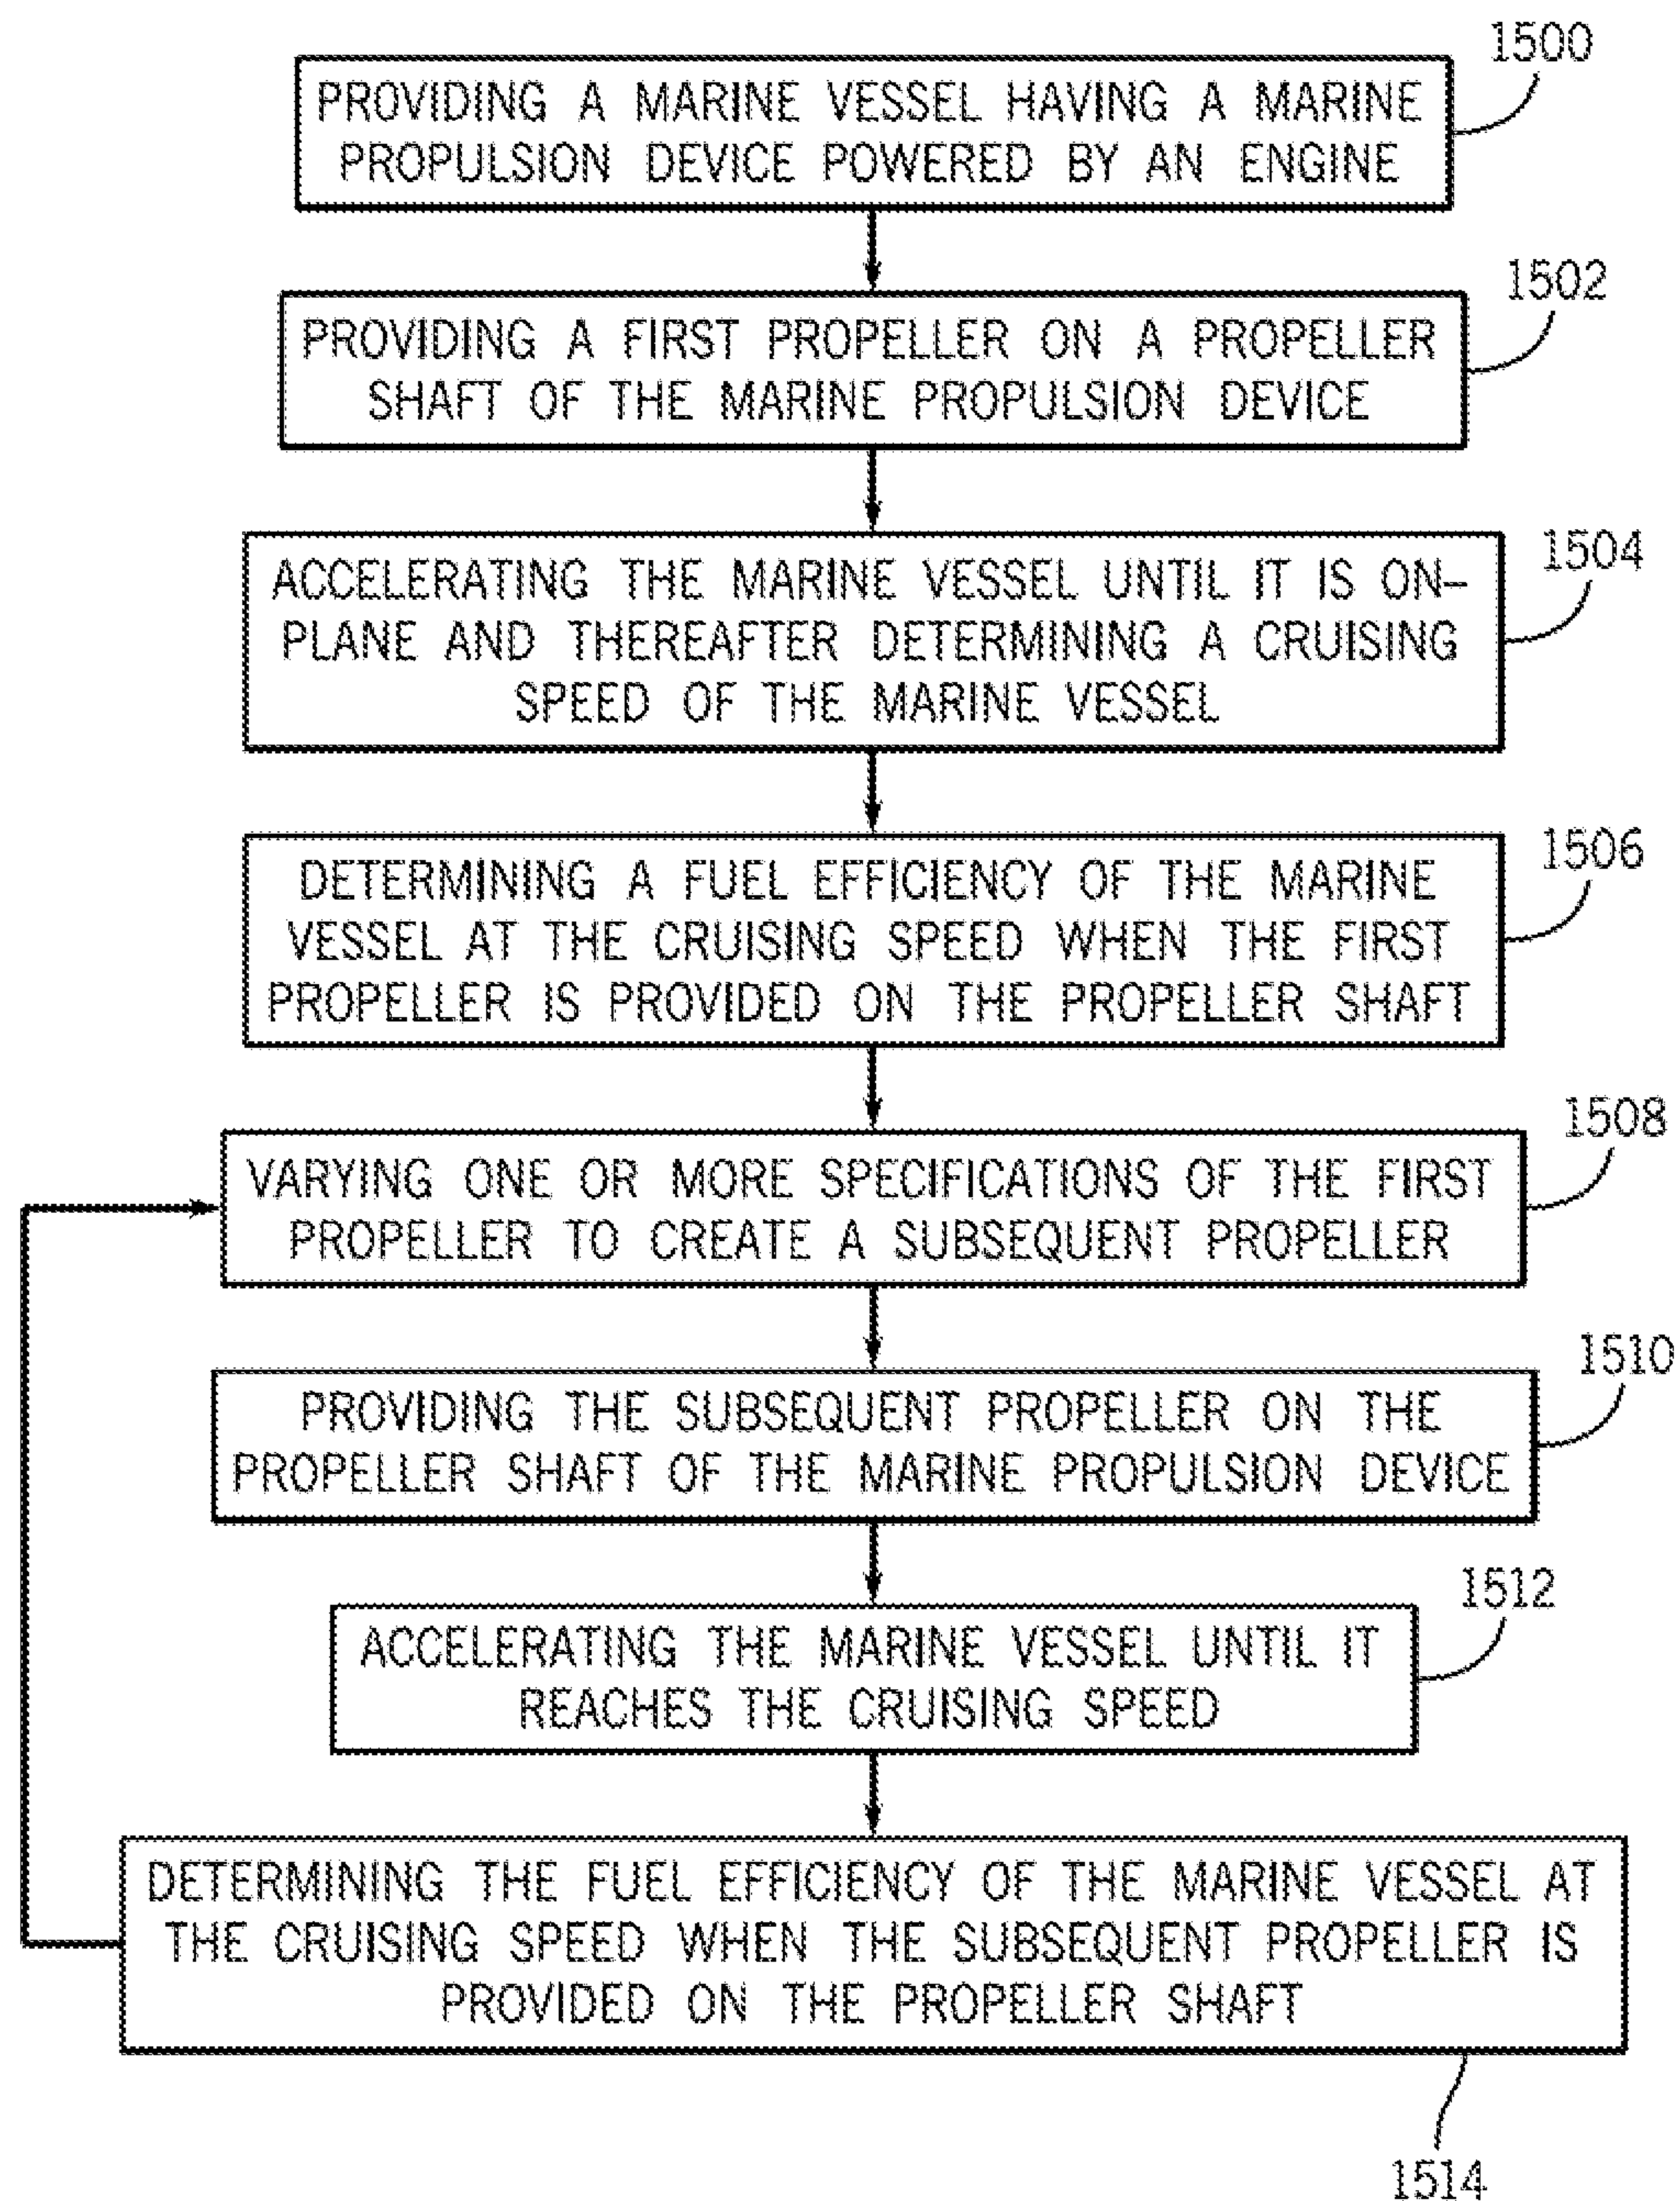 1500
PROVIDING A MARINE VESSEL HAVING A MARINE
PROPULSION DEVICE POWERED BY AN ENGINE
1502
PROVIDING A FIRST PROPELLER ON A PROPELLER
SHAFT OF THE MARINE PROPULSION DEVICE
1504
ACCELERATING THE MARINE VESSEL UNTIL IT IS ON–
PLANE AND THEREAFTER DETERMINING A CRUISING
SPEED OF THE MARINE VESSEL
1506
DETERMINING A FUEL EFFICIENCY OF THE MARINE
VESSEL AT THE CRUISING SPEED WHEN THE FIRST
PROPELLER IS PROVIDED ON THE PROPELLER SHAFT
1508
VARYING ONE OR MORE SPECIFICATIONS OF THE FIRST
PROPELLER TO CREATE A SUBSEQUENT PROPELLER
1510
PROVIDING THE SUBSEQUENT PROPELLER ON THE
PROPELLER SHAFT OF THE MARINE PROPULSION DEVICE
1512
ACCELERATING THE MARINE VESSEL UNTIL IT
REACHES THE CRUISING SPEED
DETERMINING THE FUEL EFFICIENCY OF THE MARINE VESSEL AT
THE CRUISING SPEED WHEN THE SUBSEQUENT PROPELLER IS
PROVIDED ON THE PROPELLER SHAFT
1514